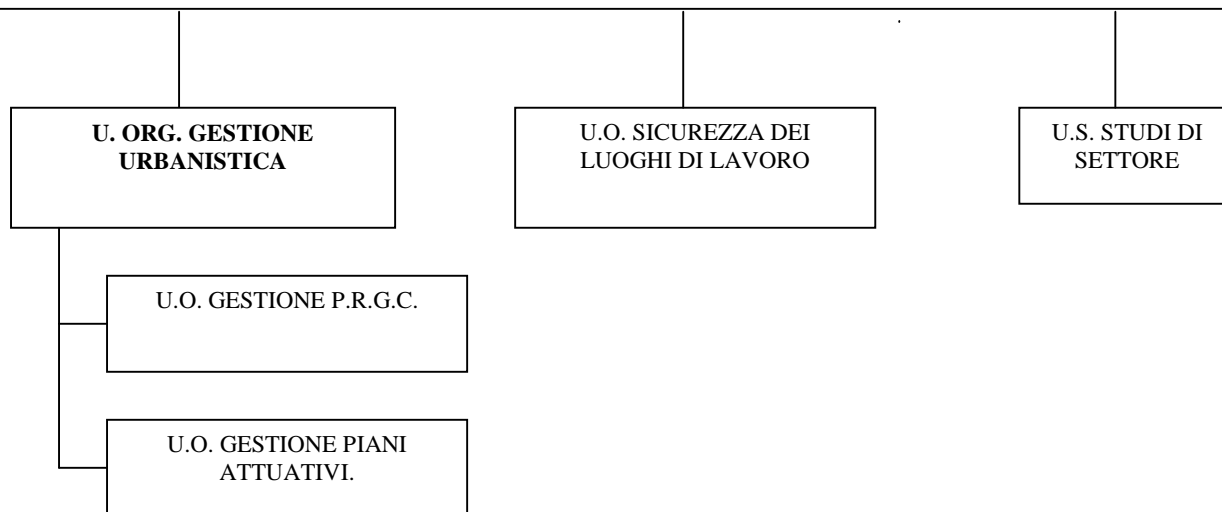 U. ORG. GESTIONE
URBANISTICA
U.O. SICUREZZA DEI
LUOGHI DI LAVORO
U.S. STUDI DI
SETTORE
U.O. GESTIONE P.R.G.C.
U.O. GESTIONE PIANI
ATTUATIVI.